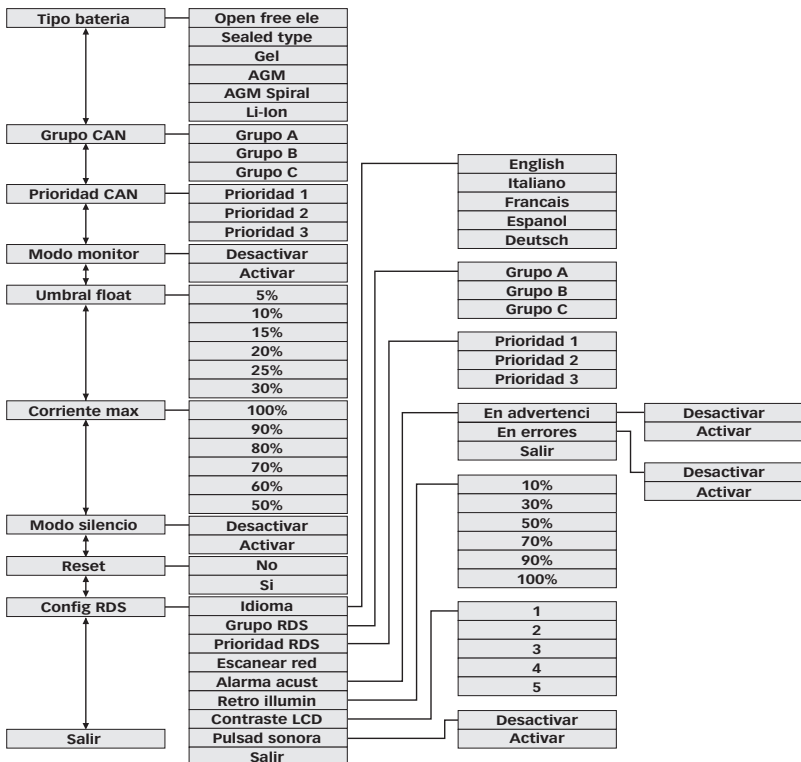 Tipo bateria
Open free ele
Sealed type
Gel
AGM
AGM Spiral
Li-Ion
Grupo CAN
Grupo A
Grupo B
Grupo C
Prioridad CAN
Prioridad 1
Prioridad 2
Prioridad 3
Modo monitor
Desactivar
Activar
Umbral float
5%
10%
15%
20%
25%
30%
Corriente max
100%
90%
80%
70%
60%
50%
Modo silencio
Desactivar
Activar
Reset
No
Si
Config RDS
Idioma
Grupo RDS
Prioridad RDS
Escanear red
Alarma acust
Retro illumin
Contraste LCD
Pulsad sonora
Salir
Salir
English
Italiano
Francais
Espanol
Deutsch
Grupo A
Grupo B
Grupo C
Prioridad 1
Prioridad 2
Prioridad 3
En advertenci
En errores
Salir
Desactivar
Activar
Desactivar
Activar
10%
30%
50%
70%
90%
100%
1
2
3
4
5
Desactivar
Activar